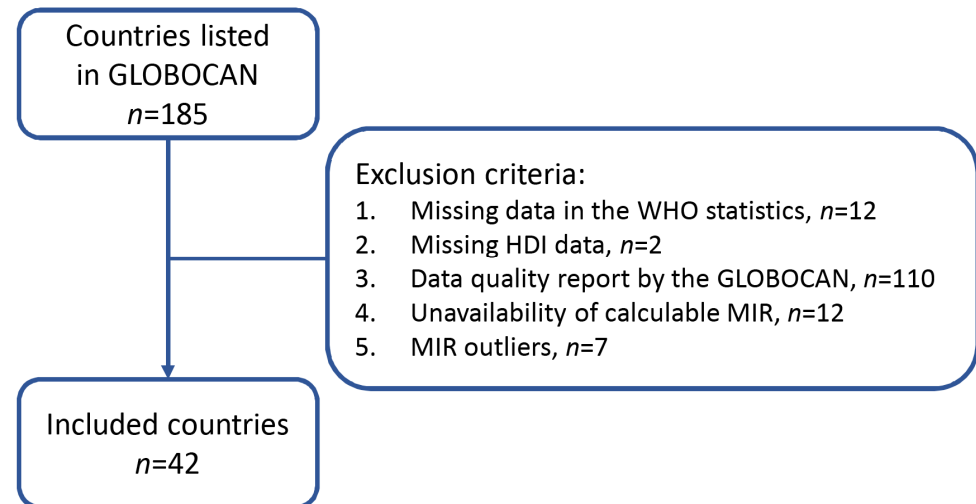 Countries listed
in GLOBOCAN
n=185
Exclusion criteria:
1. Missing data in the WHO statistics, n=12
2. Missing HDI data, n=2
3. Data quality report by the GLOBOCAN, n=110
4. Unavailability of calculable MIR, n=12
5. MIR outliers, n=7
Included countries
n=42